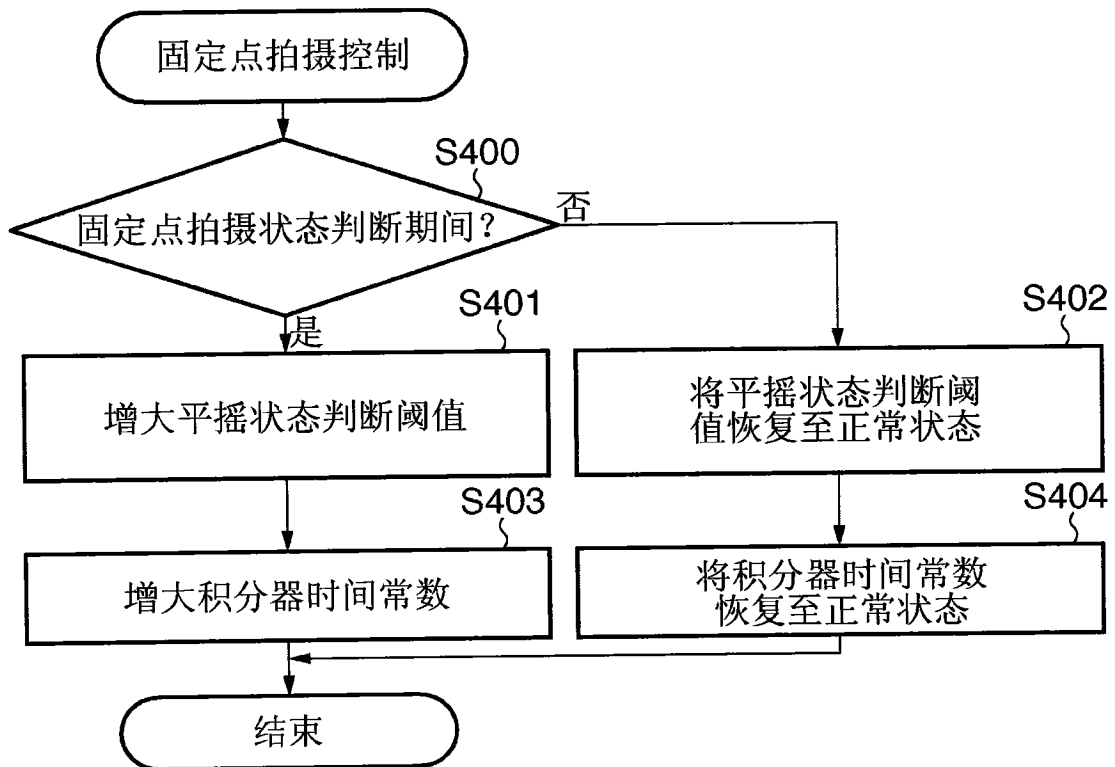 固定点拍摄控制
S400
固定点拍摄状态判断期间？
否
是
S401
增大平摇状态判断阈值
S402
将平摇状态判断阈
值恢复至正常状态
S403
增大积分器时间常数
S404
将积分器时间常数
恢复至正常状态
结束